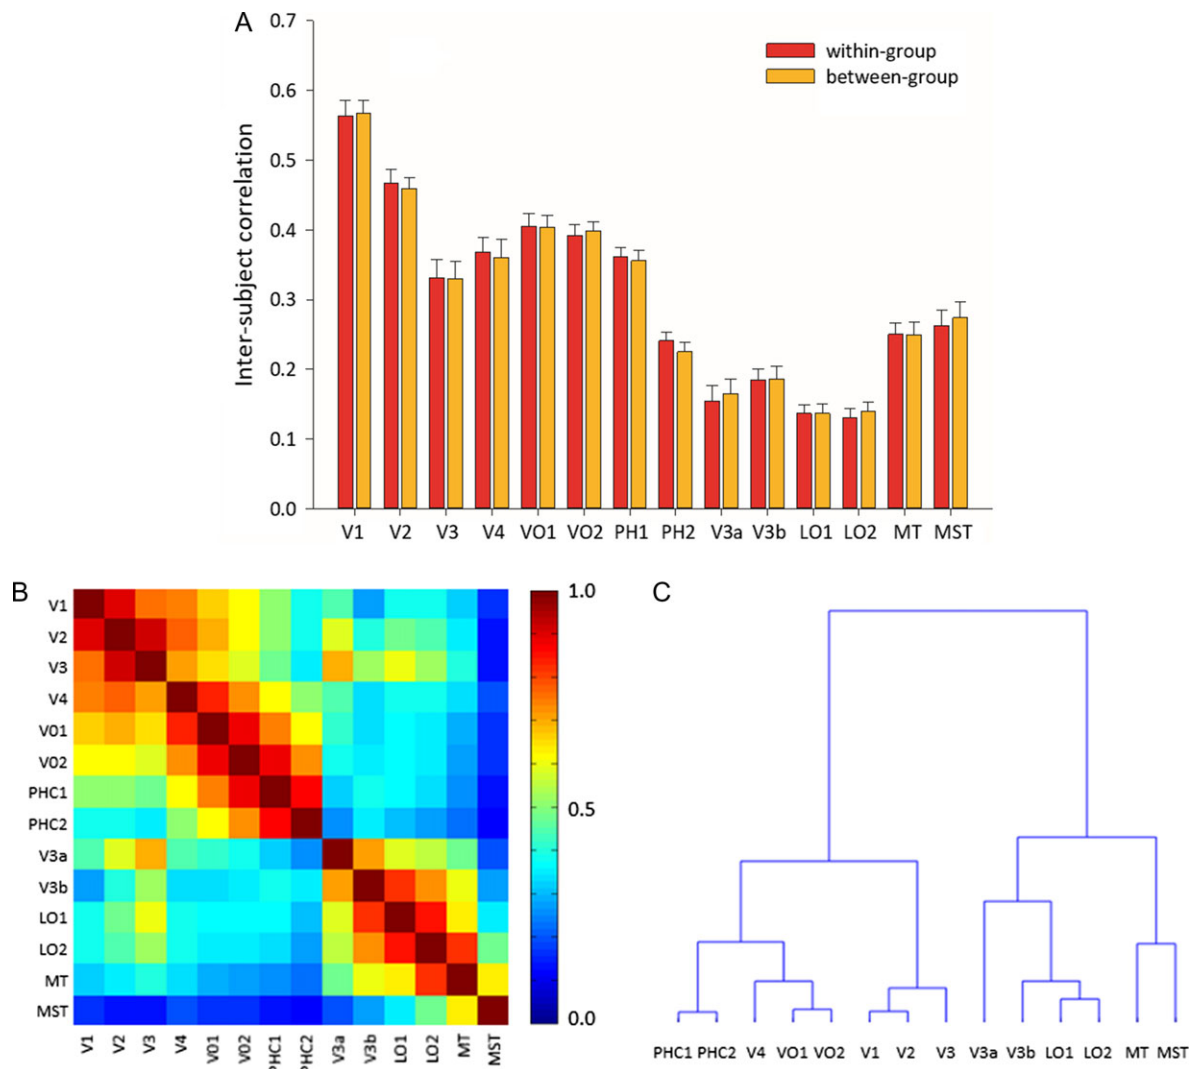 A
0.7
0.6
0.5
0.4
0.3
0.2
0.1
0.0
Inter-subject correlation
within-group
between-group
V1 V2 V3 V4 VO1 VO2 PH1 PH2 V3a V3b LO1 LO2 MT MST
B
V1
V2
V3
V4
V01
V02
PHC1
PHC2
V3a
V3b
LO1
LO2
MT
MST
V1 V2 V3 V4 V01 V02 PHC1 PHC2 V3a V3b LO1 LO2 MT MST
1.0
0.5
0.0
C
PHC1 PHC2 V4 VO1 VO2 V1 V2 V3 V3a V3b LO1 LO2 MT MST